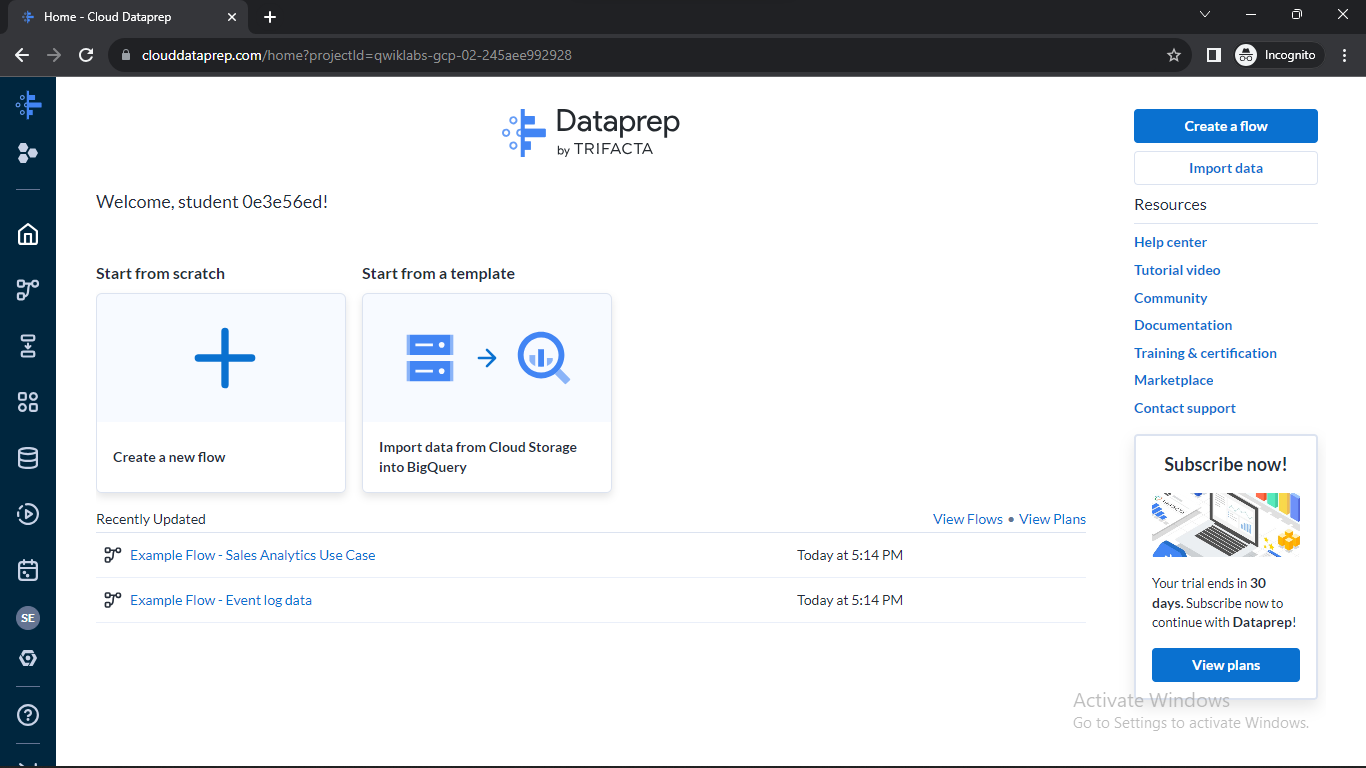 Home - Cloud Dataprep
clouddataprep.com/home?projectId=qwiklabs-gcp-02-245aee992928
Incognito
Dataprep
by TRIFACTA
Create a flow
Import data
Welcome, student 0e3e56ed!
Resources
Help center
Tutorial video
Community
Documentation
Training & certification
Marketplace
Contact support
Start from scratch
Start from a template
Create a new flow
Import data from Cloud Storage
into BigQuery
Recently Updated
View Flows • View Plans
Example Flow - Sales Analytics Use Case
Today at 5:14 PM
Example Flow - Event log data
Today at 5:14 PM
SE
Subscribe now!
TRIFACTA
Your trial ends in 30
days. Subscribe now to
continue with Dataprep!
View plans
Activate Windows
Go to Settings to activate Windows.